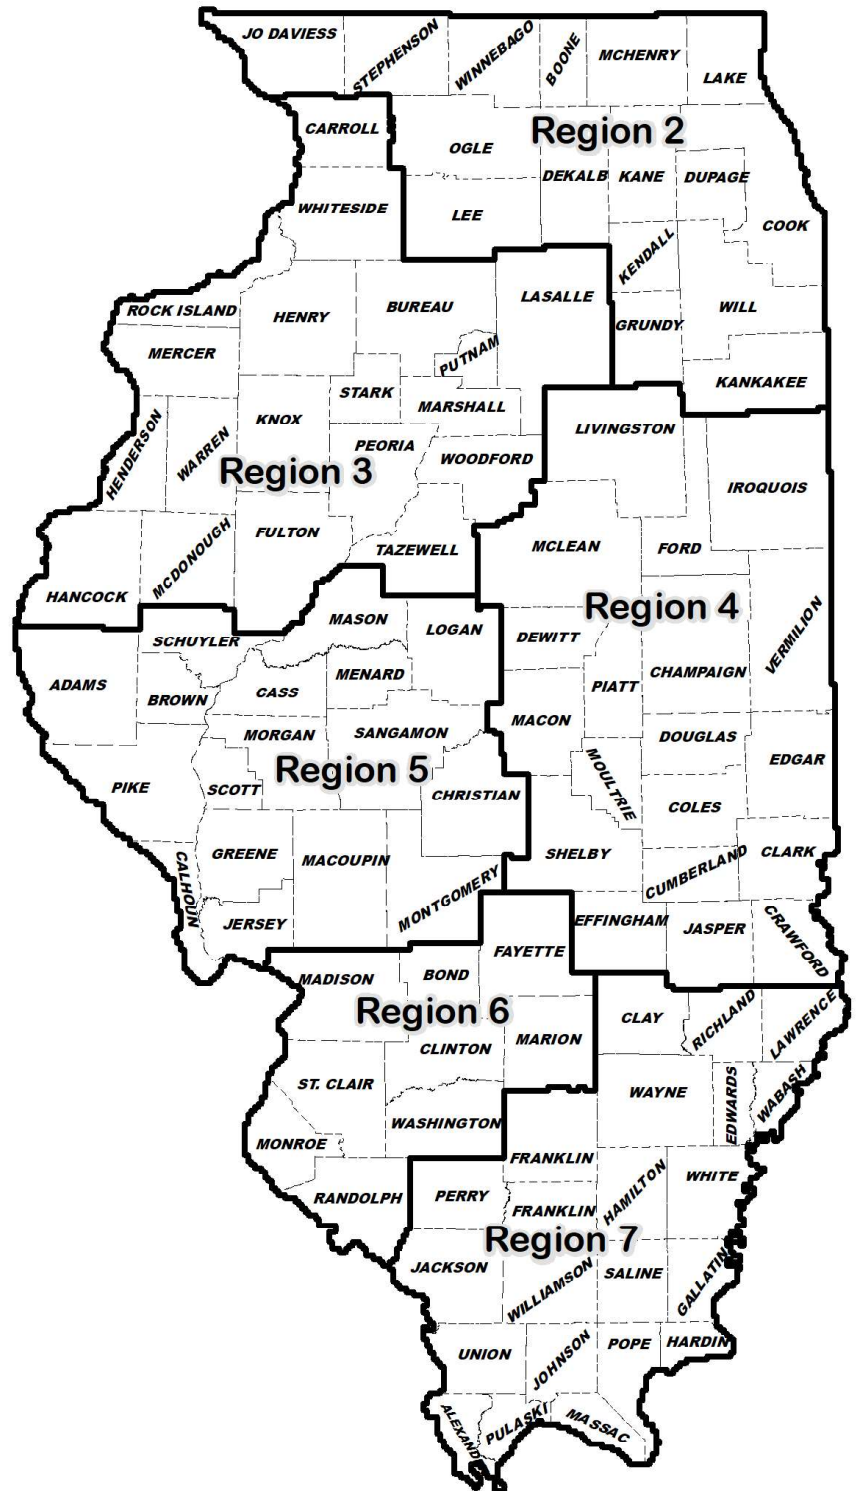 JO DAVIESS
STEPHENSON
WINNEBAGO
BOONE
MCHENRY
LAKE
CARROLL
OGLE
Region 2
DEKALB
KANE
DUPAGE
WHITESIDE
LEE
COOK
KENDALL
ROCK ISLAND
HENRY
BUREAU
LASALLE
GRUNDY
WILL
MERCER
PUTNAM
KANKAKEE
STARK
MARSHALL
KNOX
LIVINGSTON
HENDERSON
WARREN
PEORIA
WOODFORD
Region 3
IROQUOIS
FULTON
MCDONOUGH
TAZEWELL
MCLEAN
FORD
HANCOCK
Region 4
MASON
LOGAN
DEWITT
VERMILION
SCHUYLER
ADAMS
BROWN
CASS
MENARD
PIATT
CHAMPAIGN
MACON
MORGAN
SANGAMON
DOUGLAS
Region 5
EDGAR
PIKE
SCOTT
CHRISTIAN
MOULTRIE
COLES
GREENE
MACOUPIN
SHELBY
CUMBERLAND
CLARK
CALHOUN
MONTGOMERY
JERSEY
EFFINGHAM
JASPER
CRAWFORD
FAYETTE
MADISON
BOND
Region 6
CLAY
RICHLAND
LAWRENCE
CLINTON
MARION
ST. CLAIR
WAYNE
EDWARDS
WABASH
WASHINGTON
MONROE
FRANKLIN
RANDOLPH
PERRY
FRANKLIN
HAMILTON
WHITE
Region 7
JACKSON
WILLIAMSON
SALINE
GALLATIN
UNION
JOHNSON
POPE
HARDIN
ALEXANDER
PULASKI
MASSAC